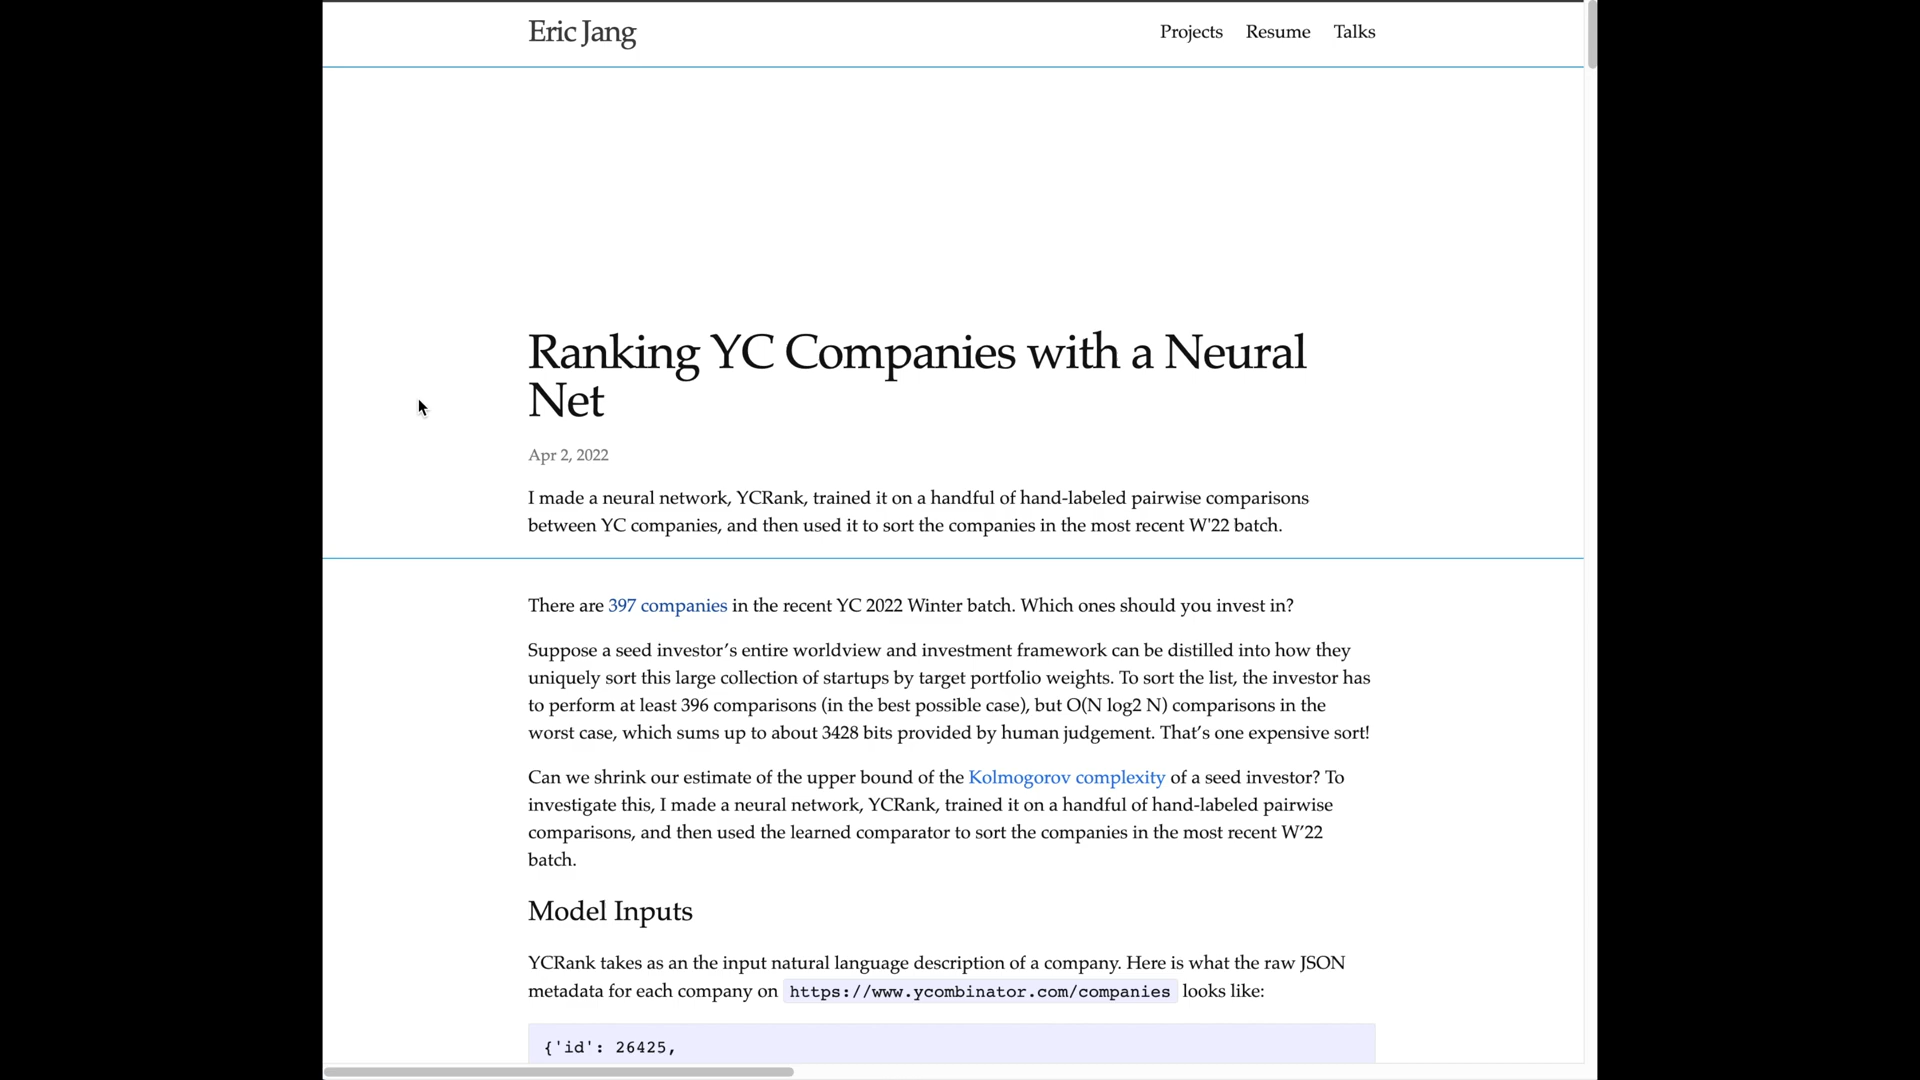 Eric Jang
Projects Resume Talks
Ranking YC Companies with a Neural
Net
Apr 2, 2022
I made a neural network, YCRank, trained it on a handful of hand-labeled pairwise comparisons
between YC companies, and then used it to sort the companies in the most recent W'22 batch.
There are 397 companies in the recent YC 2022 Winter batch. Which ones should you invest in?
Suppose a seed investor’s entire worldview and investment framework can be distilled into how they
uniquely sort this large collection of startups by target portfolio weights. To sort the list, the investor has
to perform at least 396 comparisons (in the best possible case), but O(N log2 N) comparisons in the
worst case, which sums up to about 3428 bits provided by human judgement. That’s one expensive sort!
Can we shrink our estimate of the upper bound of the Kolmogorov complexity of a seed investor? To
investigate this, I made a neural network, YCRank, trained it on a handful of hand-labeled pairwise
comparisons, and then used the learned comparator to sort the companies in the most recent W’22
batch.
Model Inputs
YCRank takes as an the input natural language description of a company. Here is what the raw JSON
metadata for each company on https://www.ycombinator.com/companies looks like:
{'id': 26425,